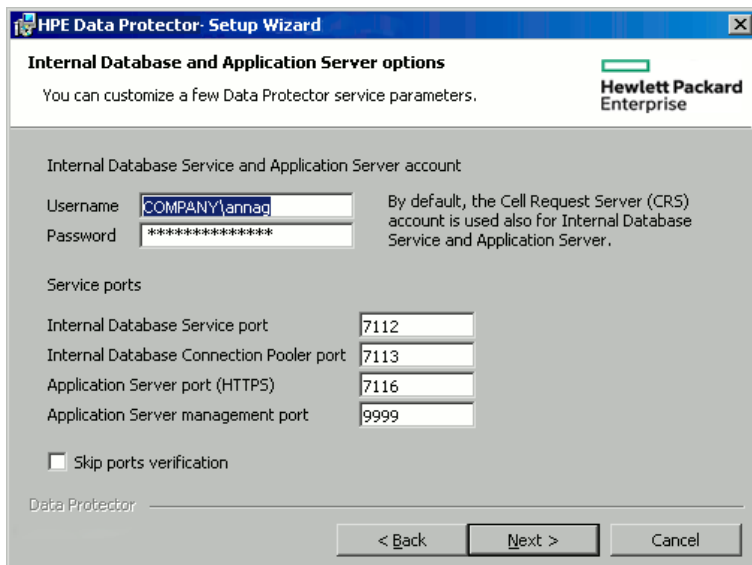 HPE Data Protector- Setup Wizard
Internal Database and Application Server options
You can customize a few Data Protector service parameters.
Hewlett Packard
Enterprise
Internal Database Service and Application Server account
Username COMPANY\annag
Password **************
By default, the Cell Request Server (CRS)
account is used also for Internal Database
Service and Application Server.
Service ports
Internal Database Service port 7112
Internal Database Connection Pooler port 7113
Application Server port (HTTPS) 7116
Application Server management port 9999
Skip ports verification
Data Protector
< Back
Next >
Cancel